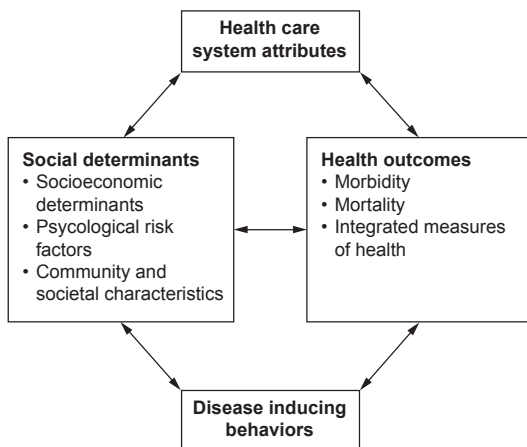 Health care
system attributes
Social determinants
• Socioeconomic
determinants
• Psycological risk
factors
• Community and
societal characteristics
Health outcomes
• Morbidity
• Mortality
• Integrated measures
of health
Disease inducing
behaviors